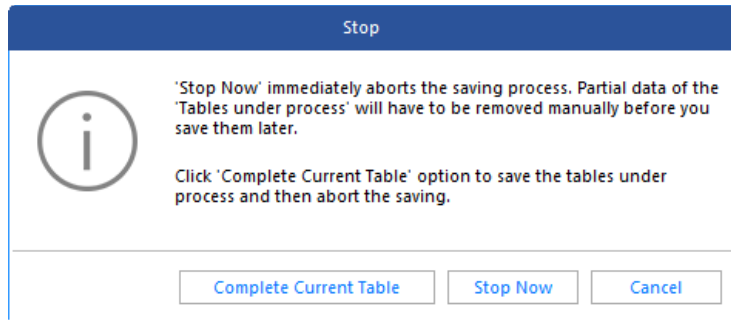 Stop
'Stop Now' immediately aborts the saving process. Partial data of the
'Tables under process' will have to be removed manually before you
save them later.
Click 'Complete Current Table' option to save the tables under
process and then abort the saving.
Complete Current Table
Stop Now
Cancel